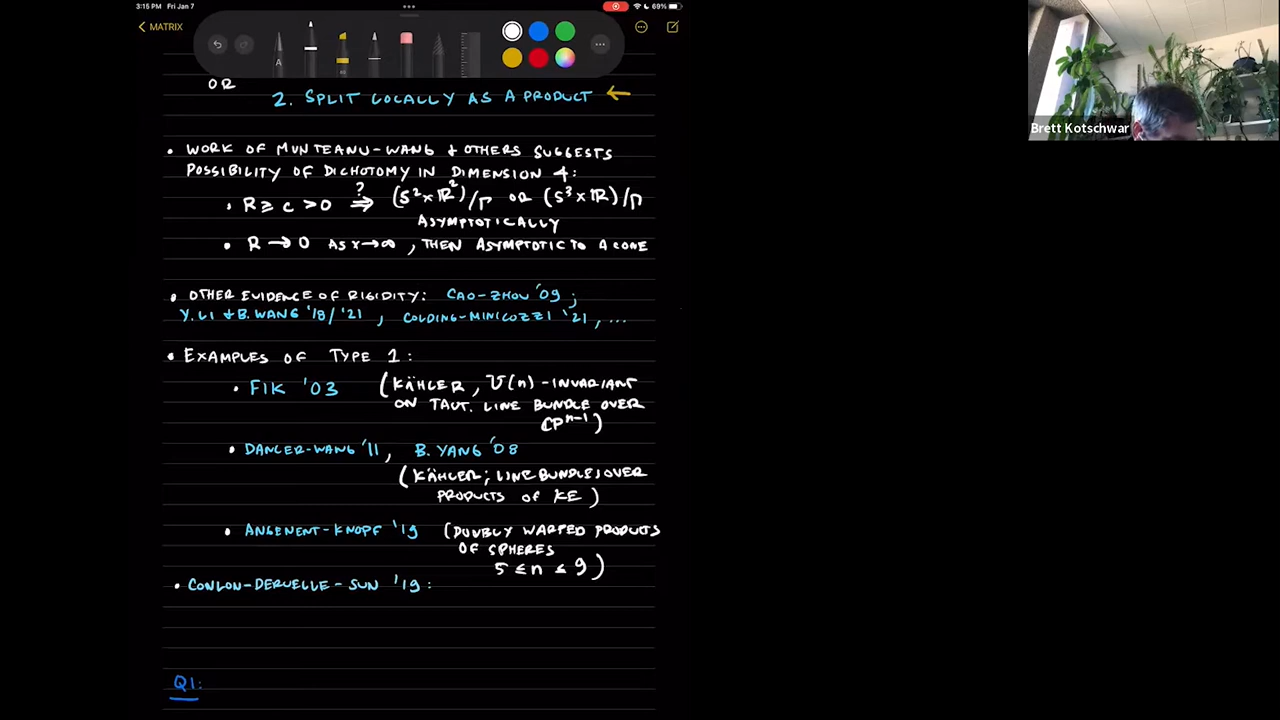 3:15 PM Fri Jan 7
69%
MATRIX
A
OR
2. SPLIT LOCALLY AS A PRODUCT ←
• WORK OF MUNTEANU-WANG & OTHERS SUGGESTS
POSSIBILITY OF DICHOTOMY IN DIMENSION 4:
• R ≥ c > 0 ?⇒ (S²×ℝ²)/Γ OR (S³×ℝ)/Γ
ASYMPTOTICALLY
• R → 0 AS x→∞, THEN ASYMPTOTIC TO A CONE
• OTHER EVIDENCE OF RIGIDITY: CAO-ZHOU '09;
Y. LI & B. WANG '18/'21, COLDING-MINICOZZI '21, ...
• EXAMPLES OF TYPE 1:
• FIK '03 (KÄHLER, U(n)-INVARIANT
ON TAUT. LINE BUNDLE OVER
ℂPⁿ⁻¹)
• DANCER-WANG '11, B. YANG '08
(KÄHLER; LINE BUNDLES OVER
PRODUCTS OF KE)
• ANGENENT-KNOPF '19 (DOUBLY WARPED PRODUCTS
OF SPHERES
5 ≤ n ≤ 9)
• CONLON-DERUELLE-SUN '19:
Q1:
Brett Kotschwar